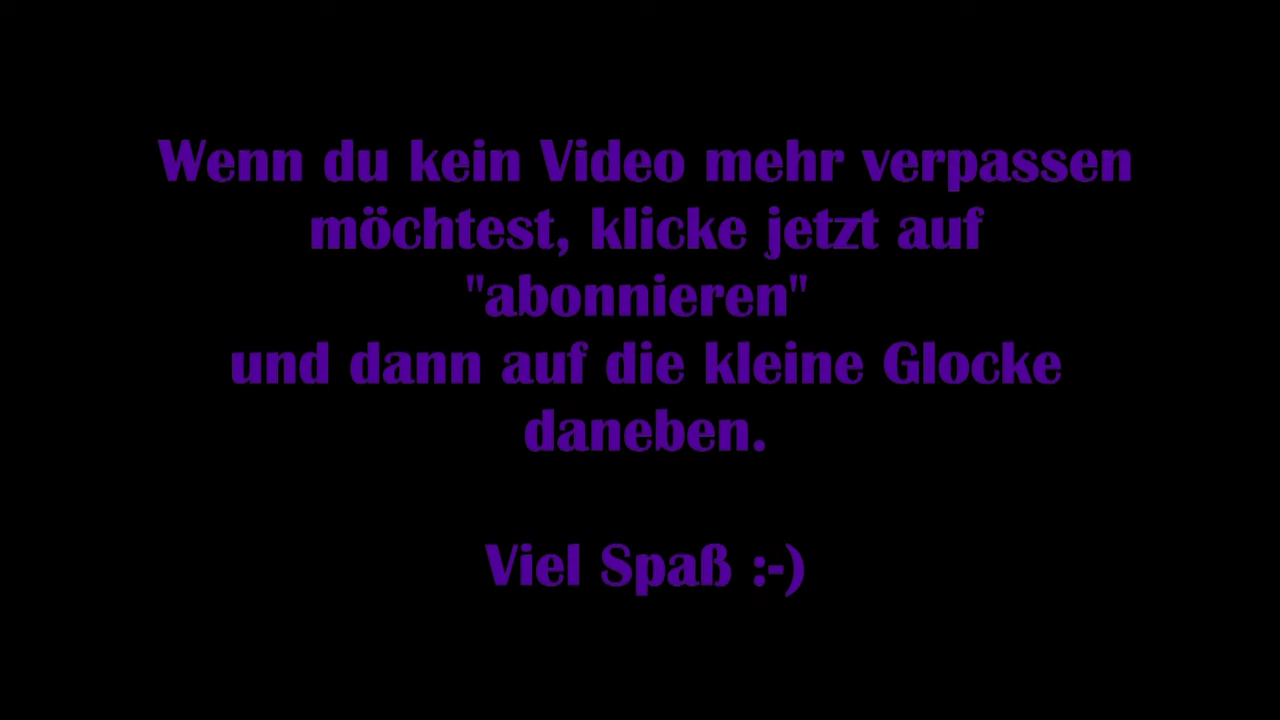 Wenn du kein Video mehr verpassen
möchtest, klicke jetzt auf
"abonnieren"
und dann auf die kleine Glocke
daneben.
Viel Spaß :-)